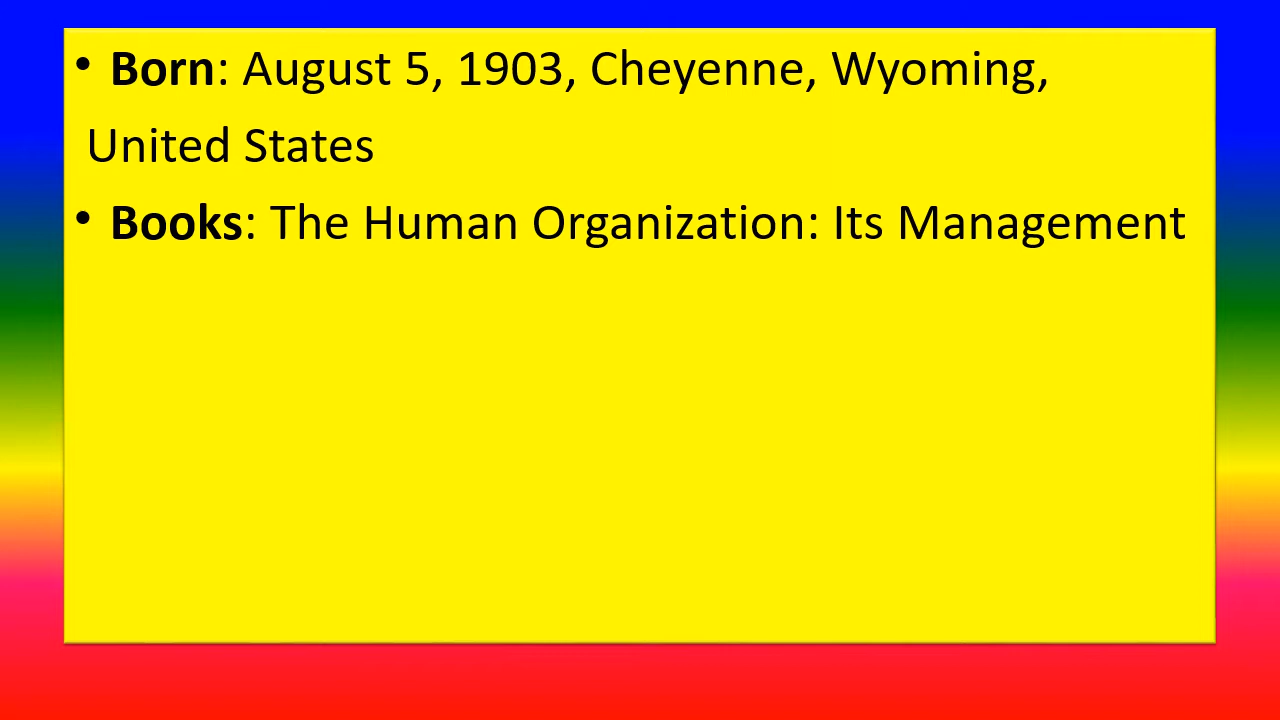 • Born: August 5, 1903, Cheyenne, Wyoming,
United States
• Books: The Human Organization: Its Management